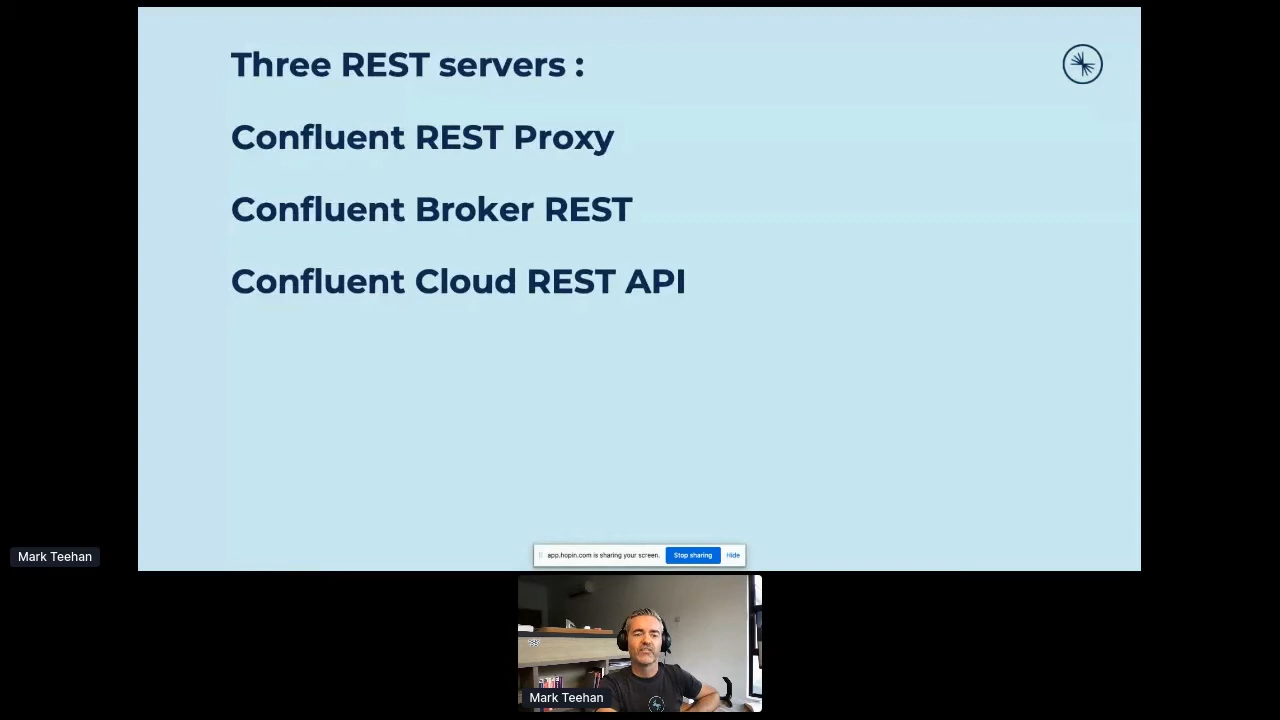 Three REST servers :
Confluent REST Proxy
Confluent Broker REST
Confluent Cloud REST API
Mark Teehan
app.hopin.com is sharing your screen.
Stop sharing
Hide
Mark Teehan